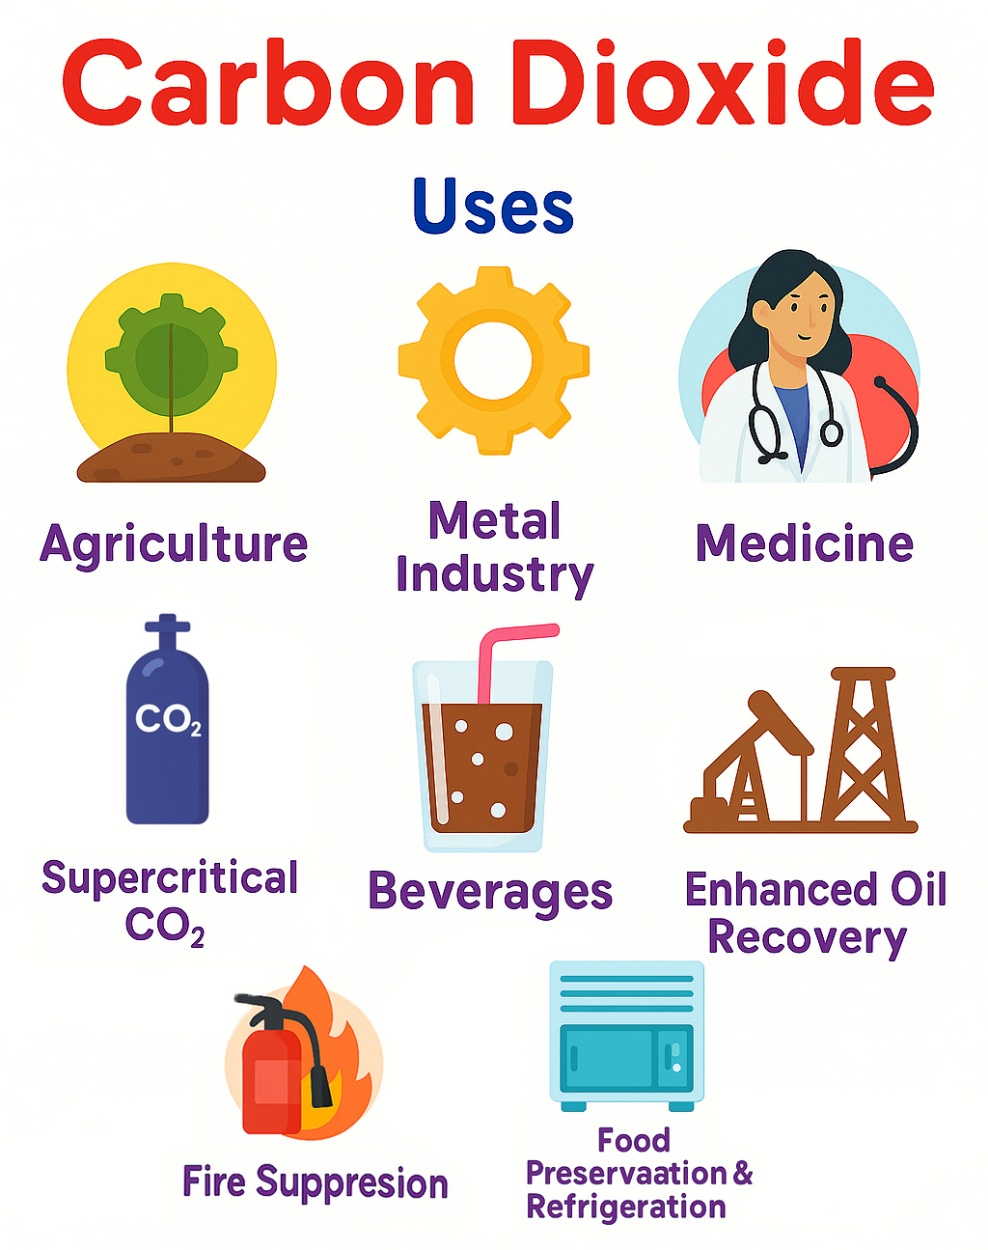 Carbon Dioxide
Uses
Agriculture
Metal
Industry
Medicine
CO₂
Supercritical
CO₂
Beverages
Enhanced Oil
Recovery
Fire Suppresion
Food
Preservaation &
Refrigeration